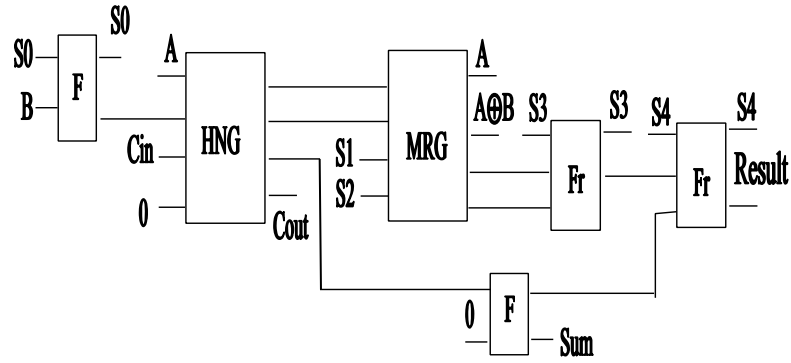 S0
S0
F
B
A
HNG
Cin
0
Cout
A
A⊕B
MRG
S1
S2
S3
S3
Fr
S4
S4
Fr
Result
0
F
Sum